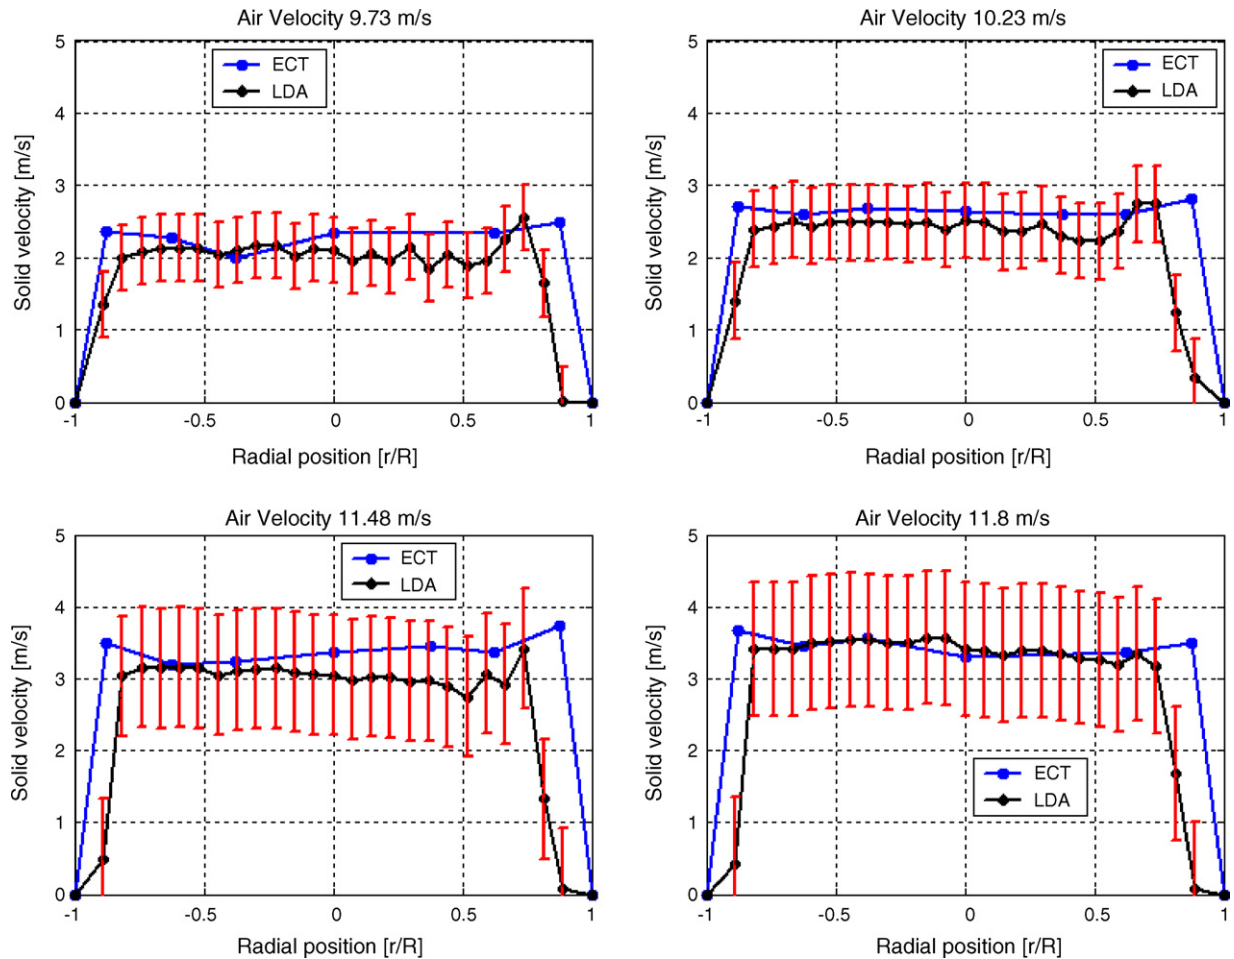 Air Velocity 9.73 m/s
5
4
3
2
1
0
ECT
LDA
Solid velocity [m/s]
-1
-0.5
0
0.5
1
Radial position [r/R]
Air Velocity 10.23 m/s
5
4
3
2
1
0
ECT
LDA
Solid velocity [m/s]
-1
-0.5
0
0.5
1
Radial position [r/R]
Air Velocity 11.48 m/s
5
4
3
2
1
0
ECT
LDA
Solid velocity [m/s]
-1
-0.5
0
0.5
1
Radial position [r/R]
Air Velocity 11.8 m/s
5
4
3
2
1
0
ECT
LDA
Solid velocity [m/s]
-1
-0.5
0
0.5
1
Radial position [r/R]